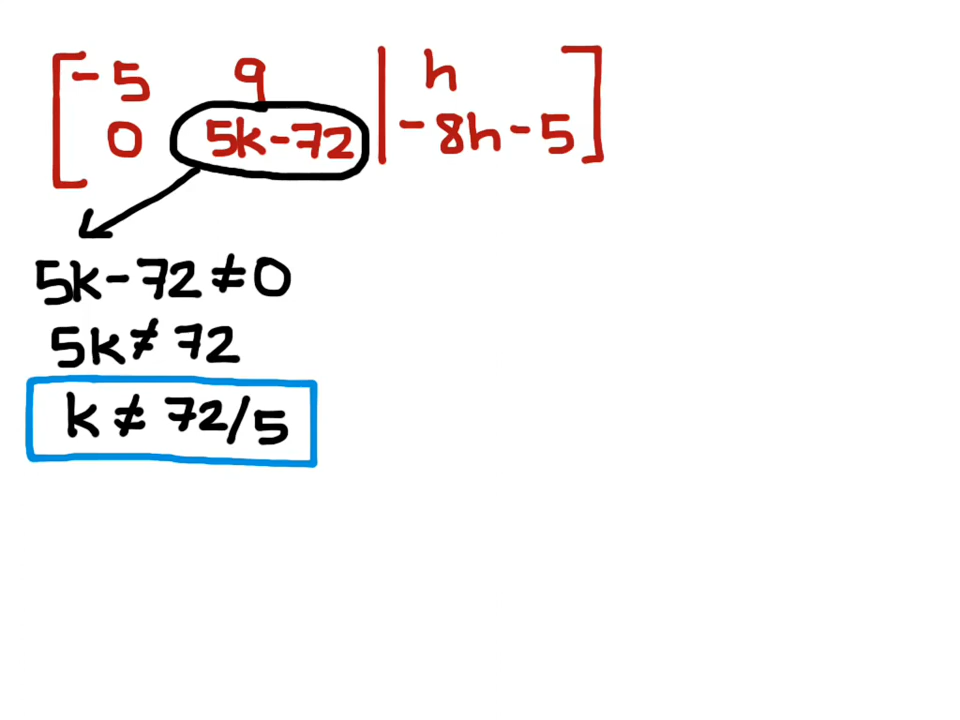 [ -5 9 | h ]
[ 0 5k-72 | -8h-5 ]
5k-72≠0
5k≠72
k≠72/5